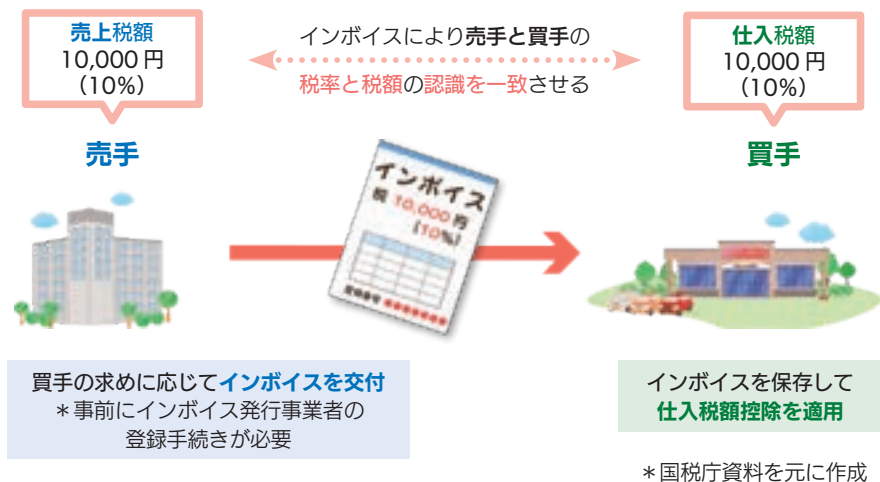 売上税額
10,000円
(10%)
インボイスにより売手と買手の
税率と税額の認識を一致させる
仕入税額
10,000円
(10%)
売手
買手
インボイス
税 10,000円
(10%)
登録番号 ●●●●●●●
買手の求めに応じてインボイスを交付
＊事前にインボイス発行事業者の
登録手続きが必要
インボイスを保存して
仕入税額控除を適用
＊国税庁資料を元に作成